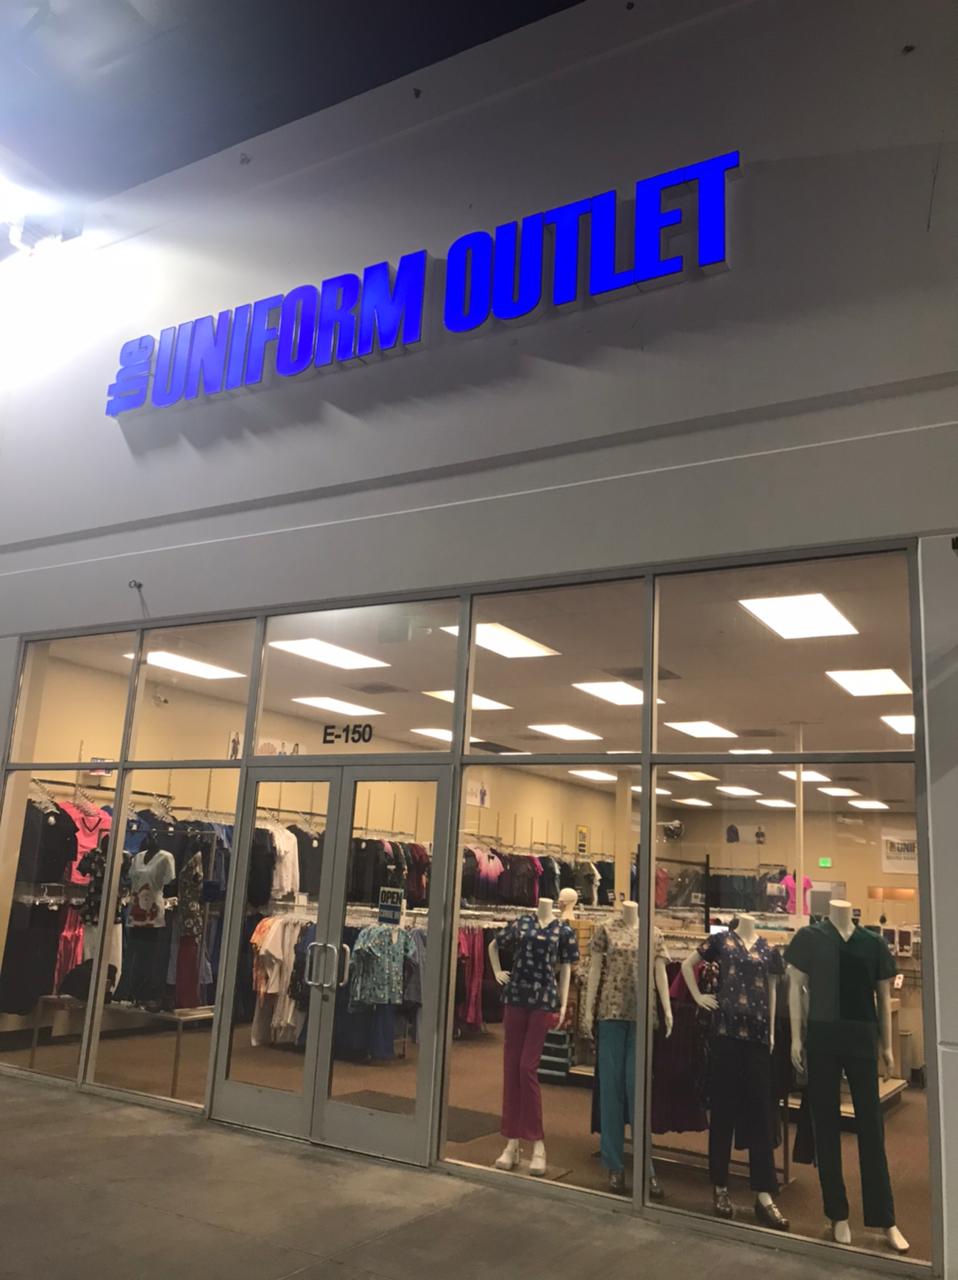 the UNIFORM OUTLET
E-150
OPEN